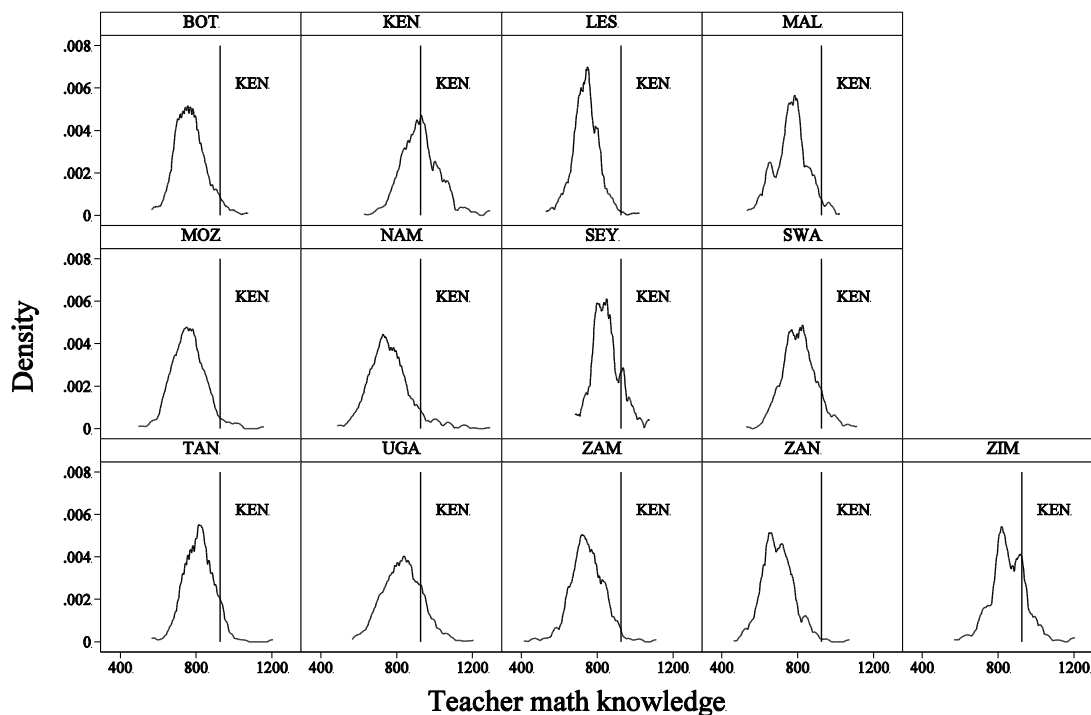 BOT. KEN. LES. MAL.
.008
.006
.004
.002
0
KEN. KEN. KEN. KEN.
MOZ NAM SEY. SWA
.008
.006
.004
.002
0
KEN. KEN. KEN. KEN.
TAN. UGA ZAM. ZAN. ZIM.
.008
.006
.004
.002
0
KEN. KEN. KEN. KEN. KEN.
400. 800. 1200. 400. 800. 1200. 400. 800. 1200. 400. 800. 1200. 400. 800. 1200.
Density
Teacher math knowledge.